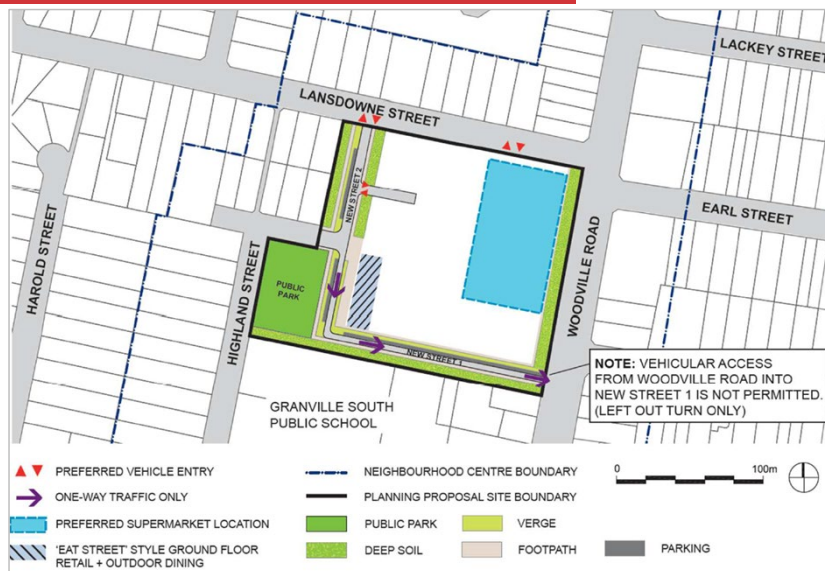 LACKEY STREET
LANSDOWNE STREET
NEW STREET 2
EARL STREET
HAROLD STREET
HIGHLAND STREET
PUBLIC
PARK
WOODVILLE ROAD
NEW STREET 1
NOTE: VEHICULAR ACCESS
FROM WOODVILLE ROAD INTO
NEW STREET 1 IS NOT PERMITTED.
(LEFT OUT TURN ONLY)
GRANVILLE SOUTH
PUBLIC SCHOOL
PREFERRED VEHICLE ENTRY
NEIGHBOURHOOD CENTRE BOUNDARY
0 100m
ONE-WAY TRAFFIC ONLY
PLANNING PROPOSAL SITE BOUNDARY
PREFERRED SUPERMARKET LOCATION
PUBLIC PARK
VERGE
'EAT STREET' STYLE GROUND FLOOR
RETAIL + OUTDOOR DINING
DEEP SOIL
FOOTPATH
PARKING